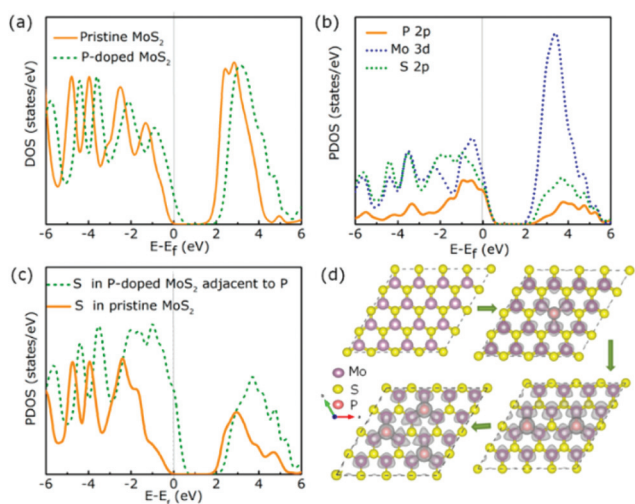 (a)
Pristine MoS2
P-doped MoS2
DOS (states/eV)
-6 -4 -2 0 2 4 6
E-Ef (eV)
(b)
P 2p
Mo 3d
S 2p
PDOS (states/eV)
-6 -4 -2 0 2 4 6
E-Ef (eV)
(c)
S in P-doped MoS2 adjacent to P
S in pristine MoS2
PDOS (states/eV)
-6 -4 -2 0 2 4 6
E-Ef (eV)
(d)
Mo
S
P